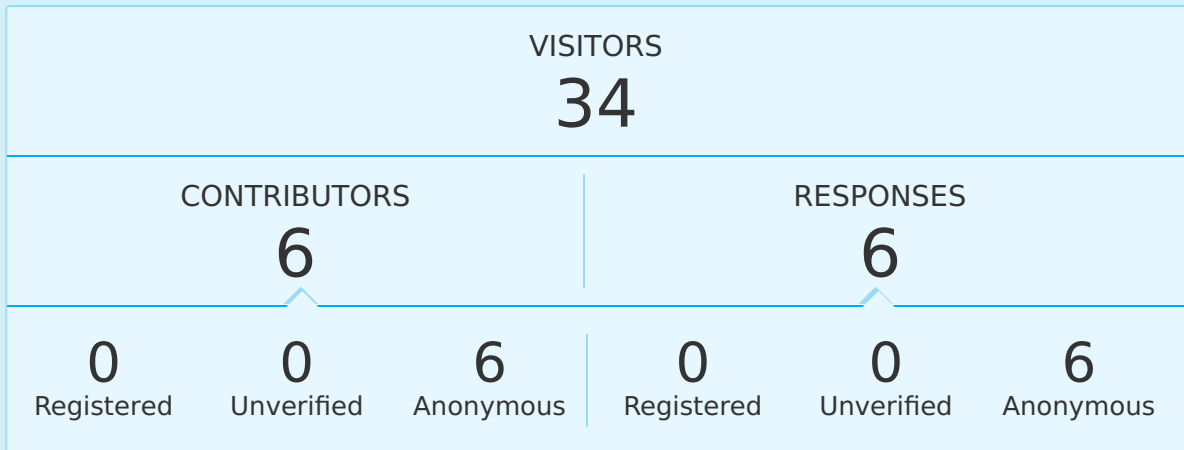 VISITORS
34
CONTRIBUTORS RESPONSES
6 6
0 0 6 0 0 6
Registered Unverified Anonymous Registered Unverified Anonymous